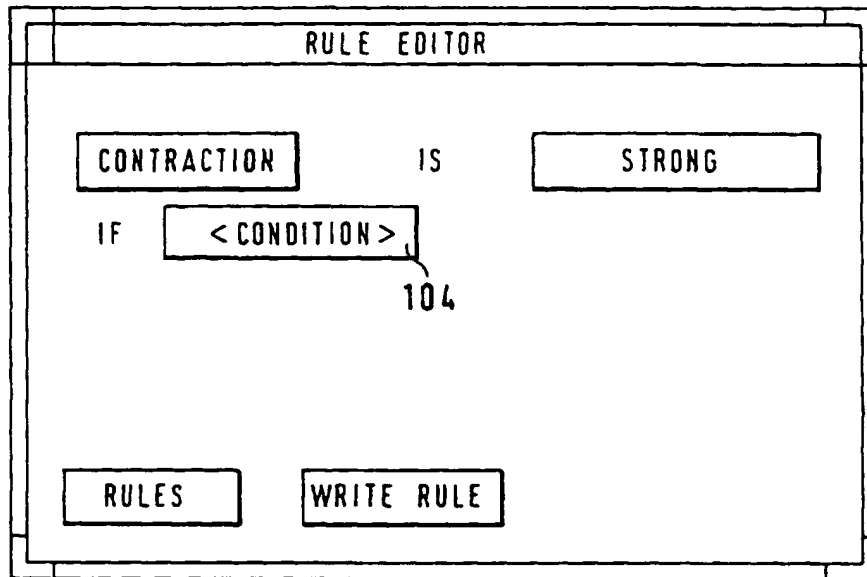 RULE EDITOR
CONTRACTION IS STRONG
IF <CONDITION>
104
RULES WRITE RULE